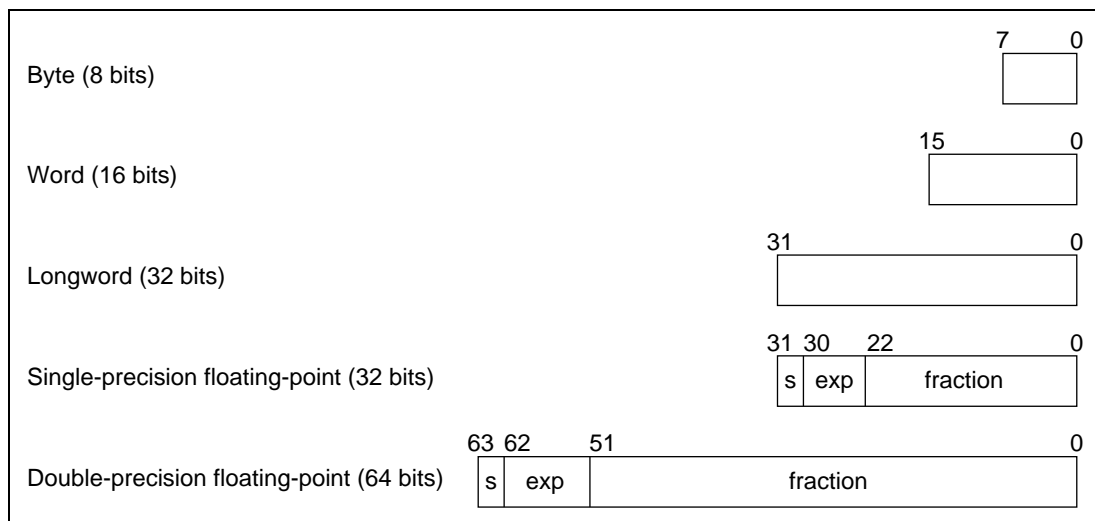 7 0
Byte (8 bits)
15 0
Word (16 bits)
31 0
Longword (32 bits)
31 30 22 0
Single-precision floating-point (32 bits) s exp fraction
63 62 51 0
Double-precision floating-point (64 bits) s exp fraction